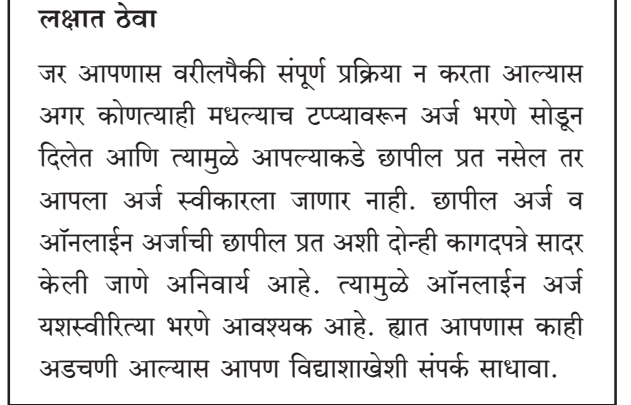 लक्षात ठेवा
जर आपणास वरीलपैकी संपूर्ण प्रक्रिया न करता आल्यास
अगर कोणत्याही मधल्याच टप्प्यावरून अर्ज भरणे सोडून
दिलेत आणि त्यामुळे आपल्याकडे छापील प्रत नसेल तर
आपला अर्ज स्वीकारला जाणार नाही. छापील अर्ज व
ऑनलाईन अर्जाची छापील प्रत अशी दोन्ही कागदपत्रे सादर
केली जाणे अनिवार्य आहे. त्यामुळे ऑनलाईन अर्ज
यशस्वीरित्या भरणे आवश्यक आहे. ह्यात आपणास काही
अडचणी आल्यास आपण विद्याशाखेशी संपर्क साधावा.